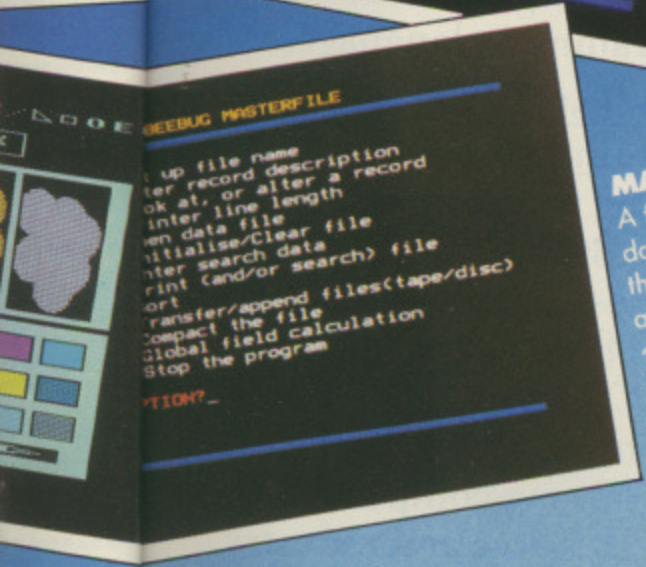 BEEBUG MASTERFILE
up file name
ter record description
ok at, or alter a record
inter line length
en data file
nitialise/Clear file
nter search data
rint (and/or search) file
ort
ransfer/append files(tape/disc)
Compact the file
Global field calculation
Stop the program
PTION?_
MA
A
do
th